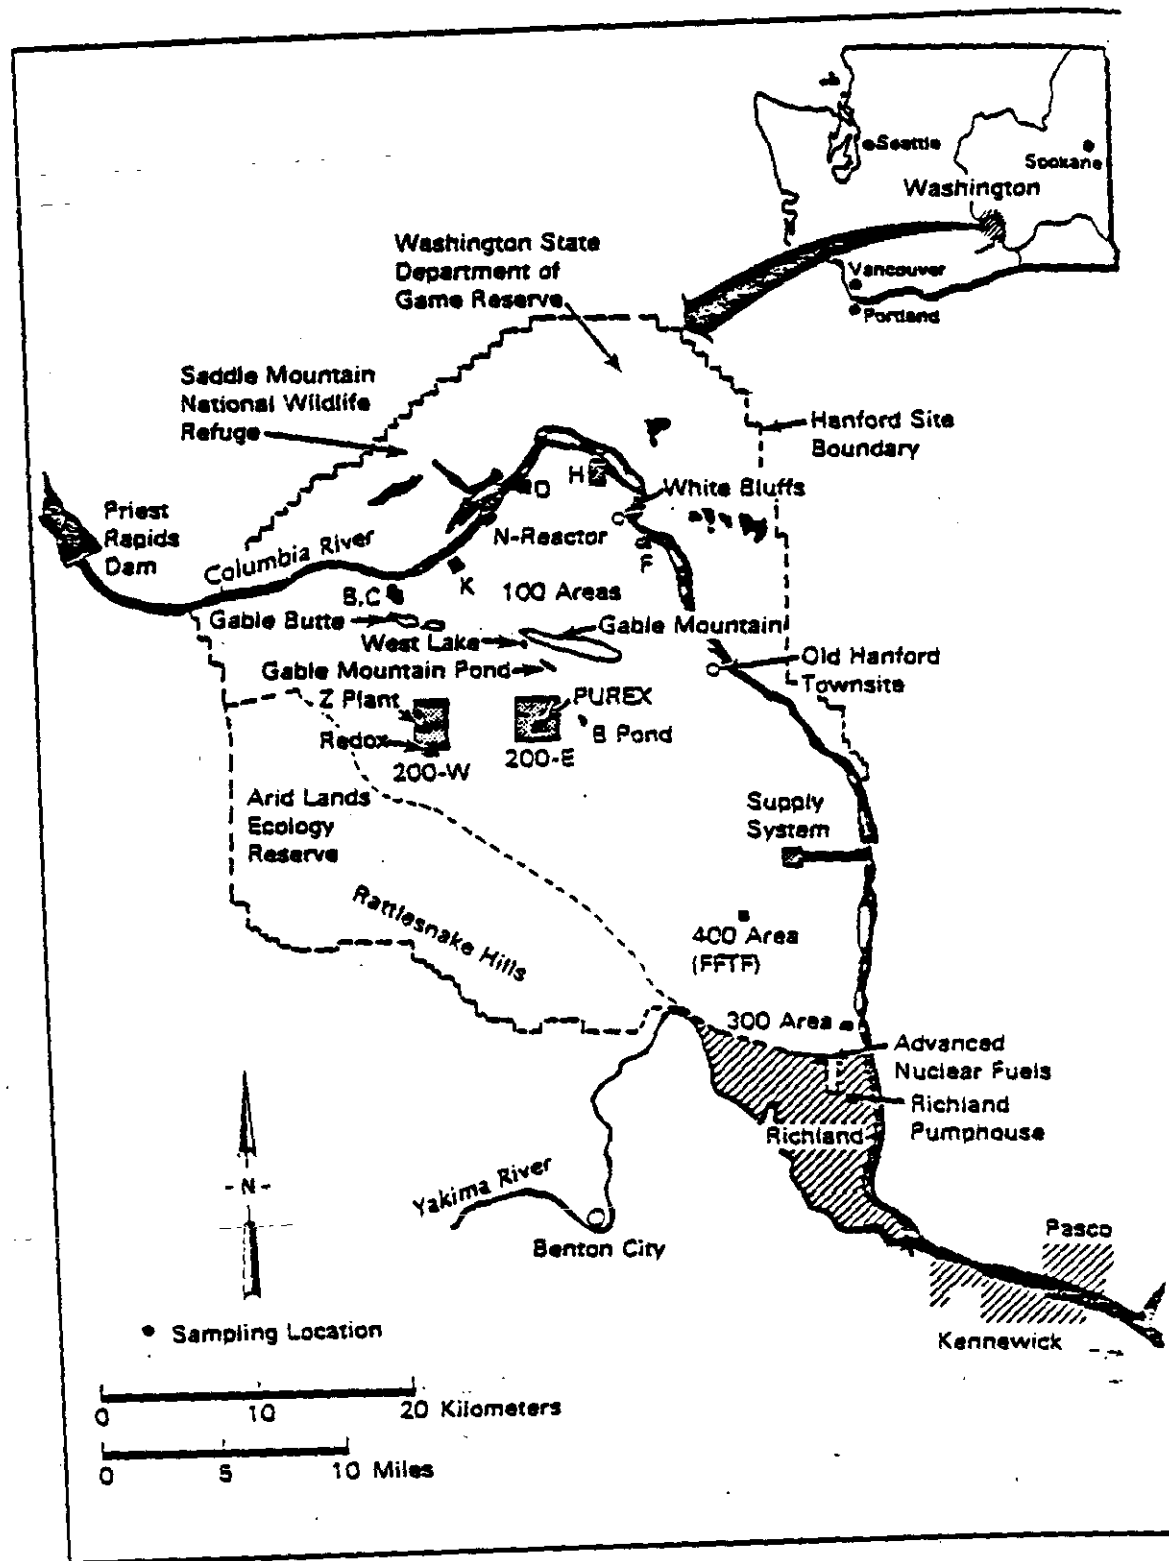 Seattle
Spokane
Washington
Vancouver
Portland
Washington State
Department of
Game Reserve
Saddle Mountain
National Wildlife
Refuge
Hanford Site
Boundary
H
D
White Bluffs
Priest
Rapids
Dam
Columbia River
N-Reactor
F
K
B,C
100 Areas
Gable Butte
Gable Mountain
West Lake
Old Hanford
Townsite
Gable Mountain Pond
Z Plant
PUREX
B Pond
Redox
200-W
200-E
Arid Lands
Ecology
Reserve
Supply
System
Rattlesnake Hills
400 Area
(FFTF)
300 Area
Advanced
Nuclear Fuels
Richland
Pumphouse
Richland
Yakima River
- N -
Benton City
Pasco
Kennewick
Sampling Location
0 10 20 Kilometers
0 5 10 Miles